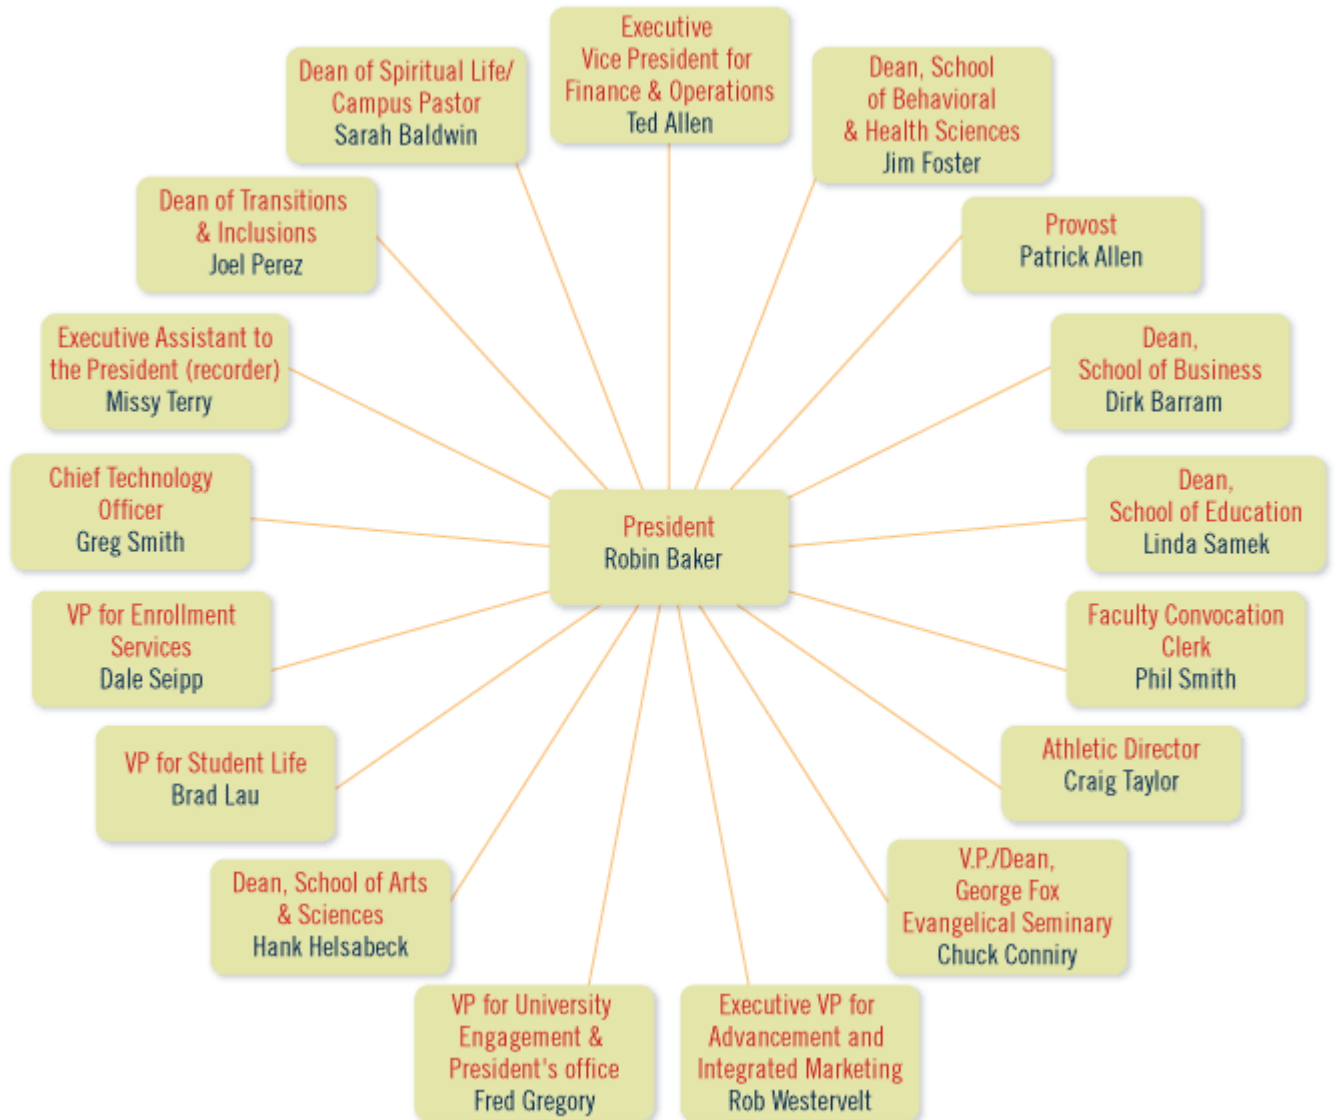 Executive
Vice President for
Finance & Operations
Ted Allen
Dean of Spiritual Life/
Campus Pastor
Sarah Baldwin
Dean, School
of Behavioral
& Health Sciences
Jim Foster
Dean of Transitions
& Inclusions
Joel Perez
Provost
Patrick Allen
Executive Assistant to
the President (recorder)
Missy Terry
Dean,
School of Business
Dirk Barram
Chief Technology
Officer
Greg Smith
President
Robin Baker
Dean,
School of Education
Linda Samek
VP for Enrollment
Services
Dale Seipp
Faculty Convocation
Clerk
Phil Smith
VP for Student Life
Brad Lau
Athletic Director
Craig Taylor
Dean, School of Arts
& Sciences
Hank Helsabeck
V.P./Dean,
George Fox
Evangelical Seminary
Chuck Conniry
VP for University
Engagement &
President's office
Fred Gregory
Executive VP for
Advancement and
Integrated Marketing
Rob Westervelt